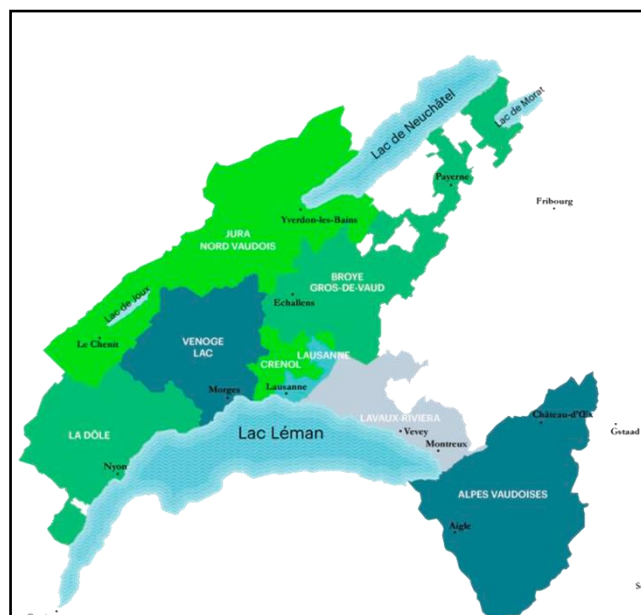 Lac de Neuchâtel
Lac de Morat
Payerne
Fribourg
Yverdon-les-Bains
JURA
NORD VAUDOIS
BROYE
GROS-DE-VAUD
Echallens
Lac de Joux
Le Chenit
VENOGE
LAC
LAUSANNE
CRENOL
Lausanne
Morges
LAVAUX-RIVIERA
Château-d'Œx
Gstaad
LA DÔLE
Lac Léman
Vevey
Montreux
Nyon
ALPES VAUDOISES
Aigle